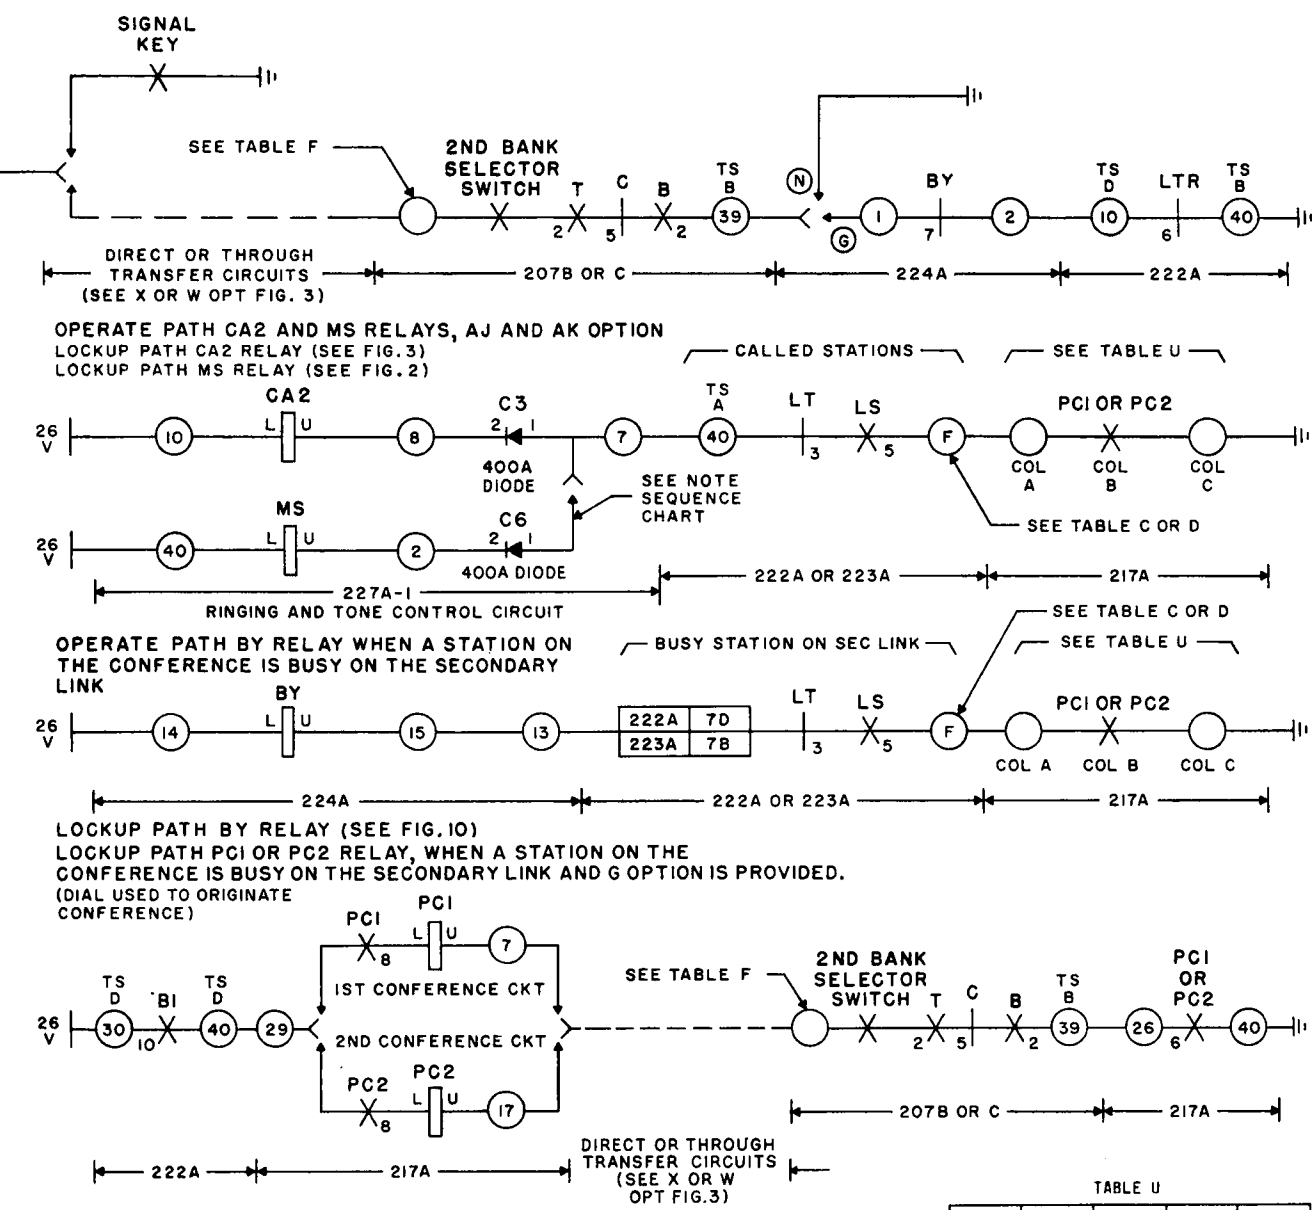 SIGNAL
KEY
SEE TABLE F
2ND BANK
SELECTOR
SWITCH
T
2
C
5
B
2
TS
B
39
N
G
1
BY
7
2
TS
D
10
LTR
6
TS
B
40
DIRECT OR THROUGH
TRANSFER CIRCUITS
(SEE X OR W OPT FIG. 3)
207B OR C
224A
222A
OPERATE PATH CA2 AND MS RELAYS, AJ AND AK OPTION
LOCKUP PATH CA2 RELAY (SEE FIG.3)
LOCKUP PATH MS RELAY (SEE FIG.2)
CALLED STATIONS
SEE TABLE U
26
V
10
CA2
L U
8
C3
2 1
400A
DIODE
7
TS
A
40
LT
3
LS
5
F
PC1 OR PC2
COL
A
COL
B
COL
C
SEE NOTE
SEQUENCE
CHART
SEE TABLE C OR D
26
V
40
MS
L U
2
C6
2 1
400A DIODE
227A-1
RINGING AND TONE CONTROL CIRCUIT
222A OR 223A
217A
SEE TABLE C OR D
OPERATE PATH BY RELAY WHEN A STATION ON
THE CONFERENCE IS BUSY ON THE SECONDARY
LINK
BUSY STATION ON SEC LINK
SEE TABLE U
26
V
14
BY
L U
15
13
222A 7D
223A 7B
LT
3
LS
5
F
PC1 OR PC2
COL A COL B COL C
224A
222A OR 223A
217A
LOCKUP PATH BY RELAY (SEE FIG.10)
LOCKUP PATH PC1 OR PC2 RELAY, WHEN A STATION ON THE
CONFERENCE IS BUSY ON THE SECONDARY LINK AND G OPTION IS PROVIDED.
(DIAL USED TO ORIGINATE
CONFERENCE)
26
V
TS
D
30
B1
10
TS
D
40
29
PC1
8
PC1
L U
7
1ST CONFERENCE CKT
2ND CONFERENCE CKT
PC2
8
PC2
L U
17
SEE TABLE F
2ND BANK
SELECTOR
SWITCH
T
2
C
5
B
2
TS
B
39
26
PC1
OR
PC2
6
40
207B OR C
217A
222A
217A
DIRECT OR THROUGH
TRANSFER CIRCUITS
(SEE X OR W
OPT FIG.3)
TABLE U